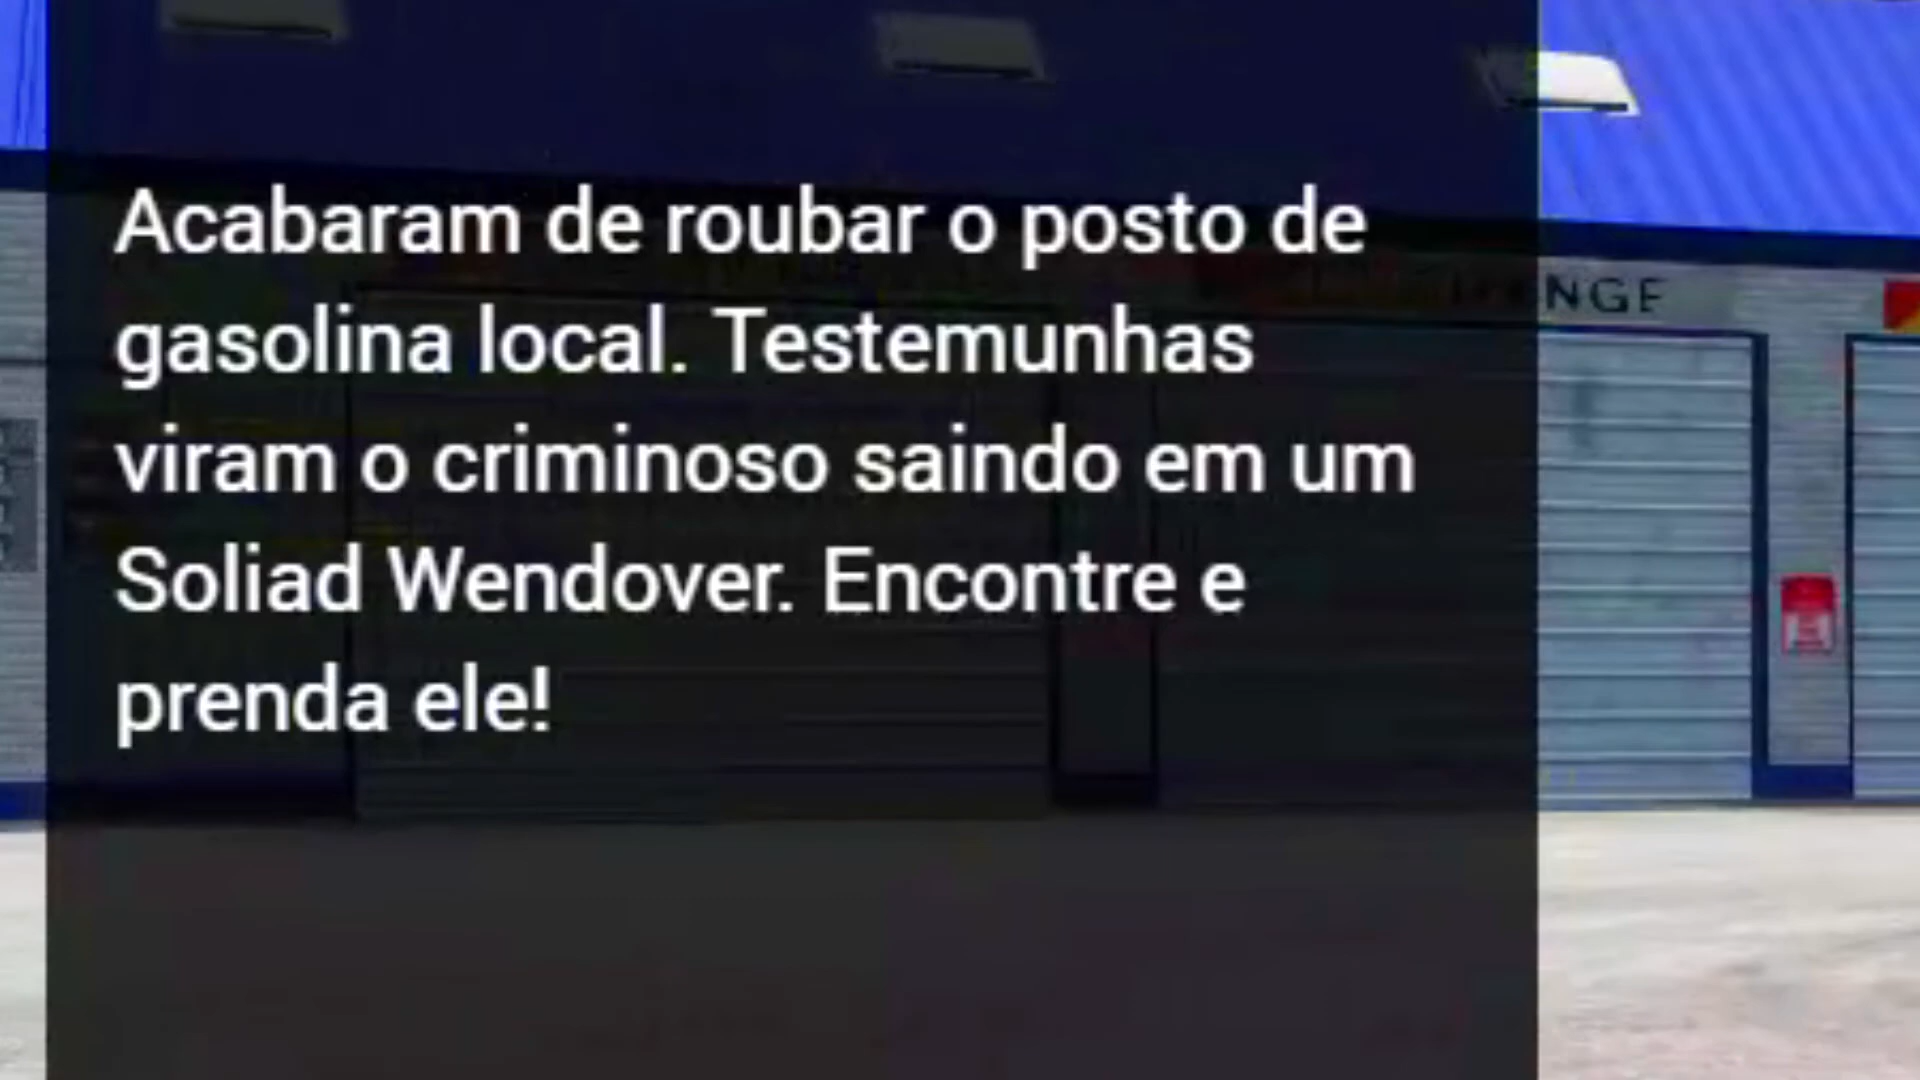 Acabaram de roubar o posto de
gasolina local. Testemunhas
viram o criminoso saindo em um
Soliad Wendover. Encontre e
prenda ele!